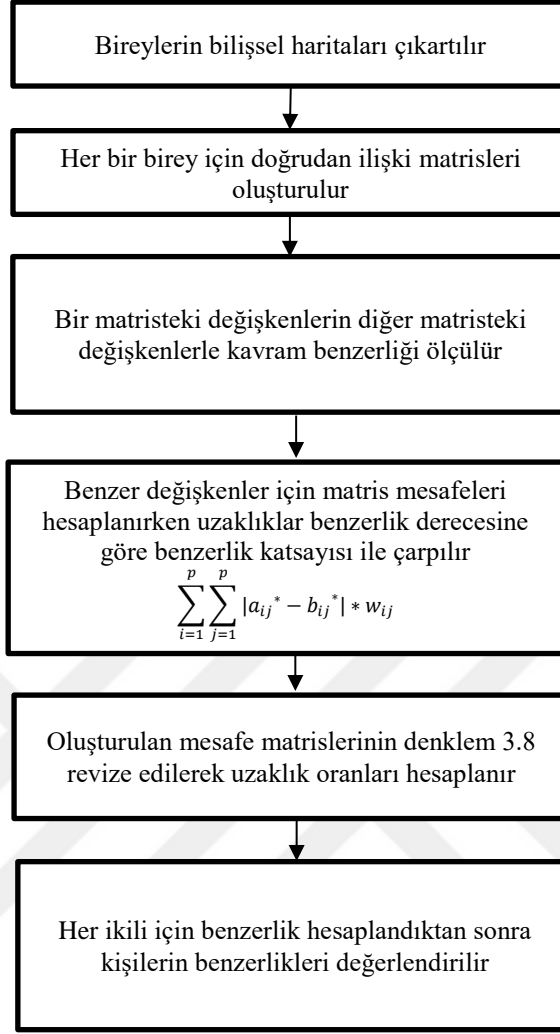 Bireylerin bilişsel haritaları çıkartılır
Her bir birey için doğrudan ilişki matrisleri
oluşturulur
Bir matristeki değişkenlerin diğer matristeki
değişkenlerle kavram benzerliği ölçülür
Benzer değişkenler için matris mesafeleri
hesaplanırken uzaklıklar benzerlik derecesine
göre benzerlik katsayısı ile çarpılır
∑_{i=1}^{p} ∑_{j=1}^{p} |a_{ij}^* − b_{ij}^*| ∗ w_{ij}
Oluşturulan mesafe matrislerinin denklem 3.8
revize edilerek uzaklık oranları hesaplanır
Her ikili için benzerlik hesaplandıktan sonra
kişilerin benzerlikleri değerlendirilir